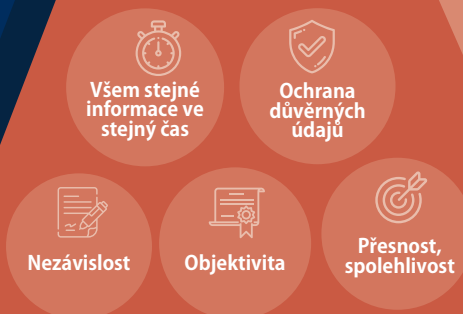 Všem stejné
informace ve
stejný čas
Ochrana
důvěrných
údajů
Nezávislost
Objektivita
Přesnost,
spolehlivost